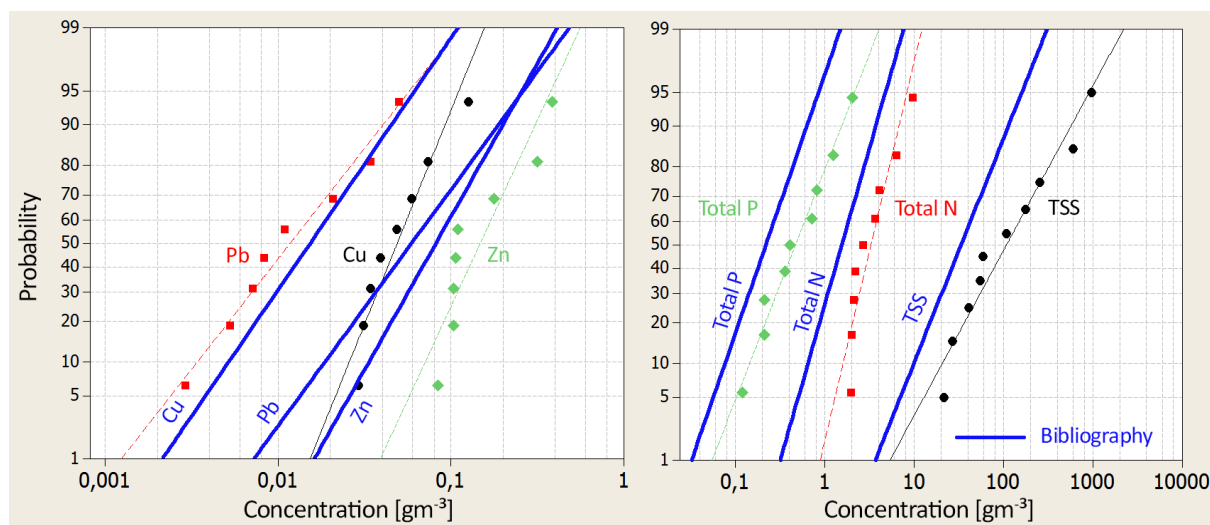 Probability
99
95
90
80
70
60
50
40
30
20
10
5
1
Pb
Cu
Zn
Cu
Pb
Zn
0,001
0,01
0,1
1
Concentration [gm⁻³]
99
95
90
80
70
60
50
40
30
20
10
5
1
Total P
Total N
TSS
Total P
Total N
TSS
Bibliography
0,1
1
10
100
1000
10000
Concentration [gm⁻³]